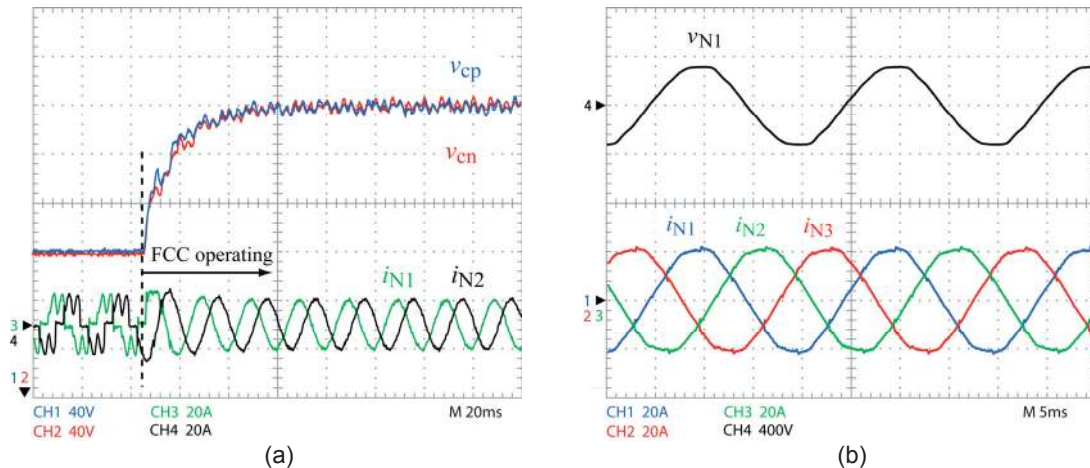 vcp
vcn
FCC operating
iN1
iN2
3
4
1 2
CH1 40V
CH3 20A
M 20ms
CH2 40V
CH4 20A
(a)
vN1
4
iN1
iN2
iN3
1
2 3
CH1 20A
CH3 20A
M 5ms
CH2 20A
CH4 400V
(b)